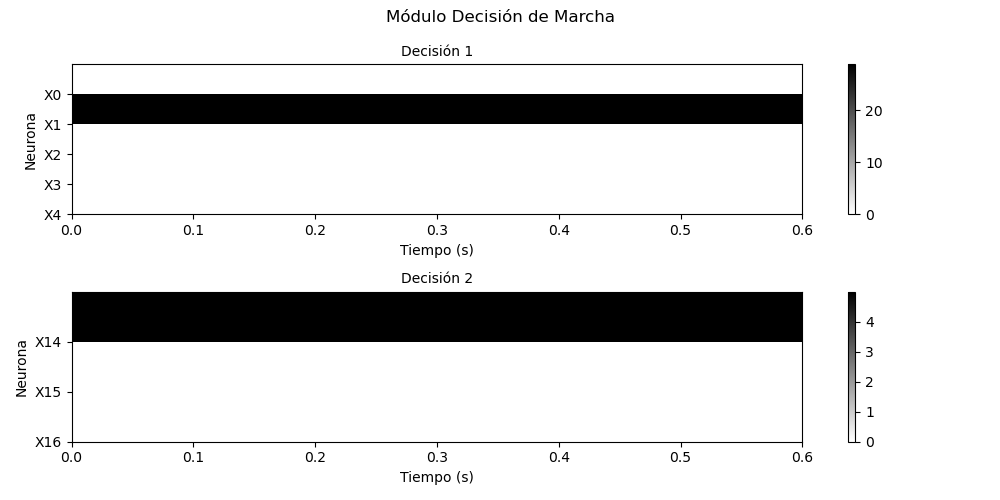 Módulo Decisión de Marcha
Decisión 1
Neurona
X0
X1
X2
X3
X4
0.0 0.1 0.2 0.3 0.4 0.5 0.6
Tiempo (s)
20
10
0
Decisión 2
Neurona
X14
X15
X16
0.0 0.1 0.2 0.3 0.4 0.5 0.6
Tiempo (s)
4
3
2
1
0